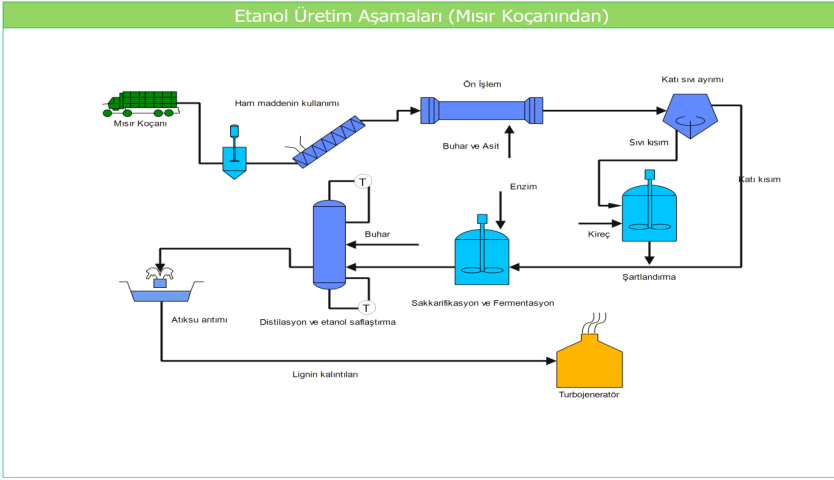 Etanol Üretim Aşamaları (Mısır Koçanından)
Mısır Koçanı
Ham maddenin kullanımı
Ön İşlem
Katı sıvı ayrımı
Buhar ve Asit
Sıvı kısım
Katı kısım
Enzim
Kireç
Şartlandırma
T
Buhar
T
Sakkarifikasyon ve Fermentasyon
Distilasyon ve etanol saflaştırma
Atıksu arıtımı
Lignin kalıntıları
Turbojeneratör